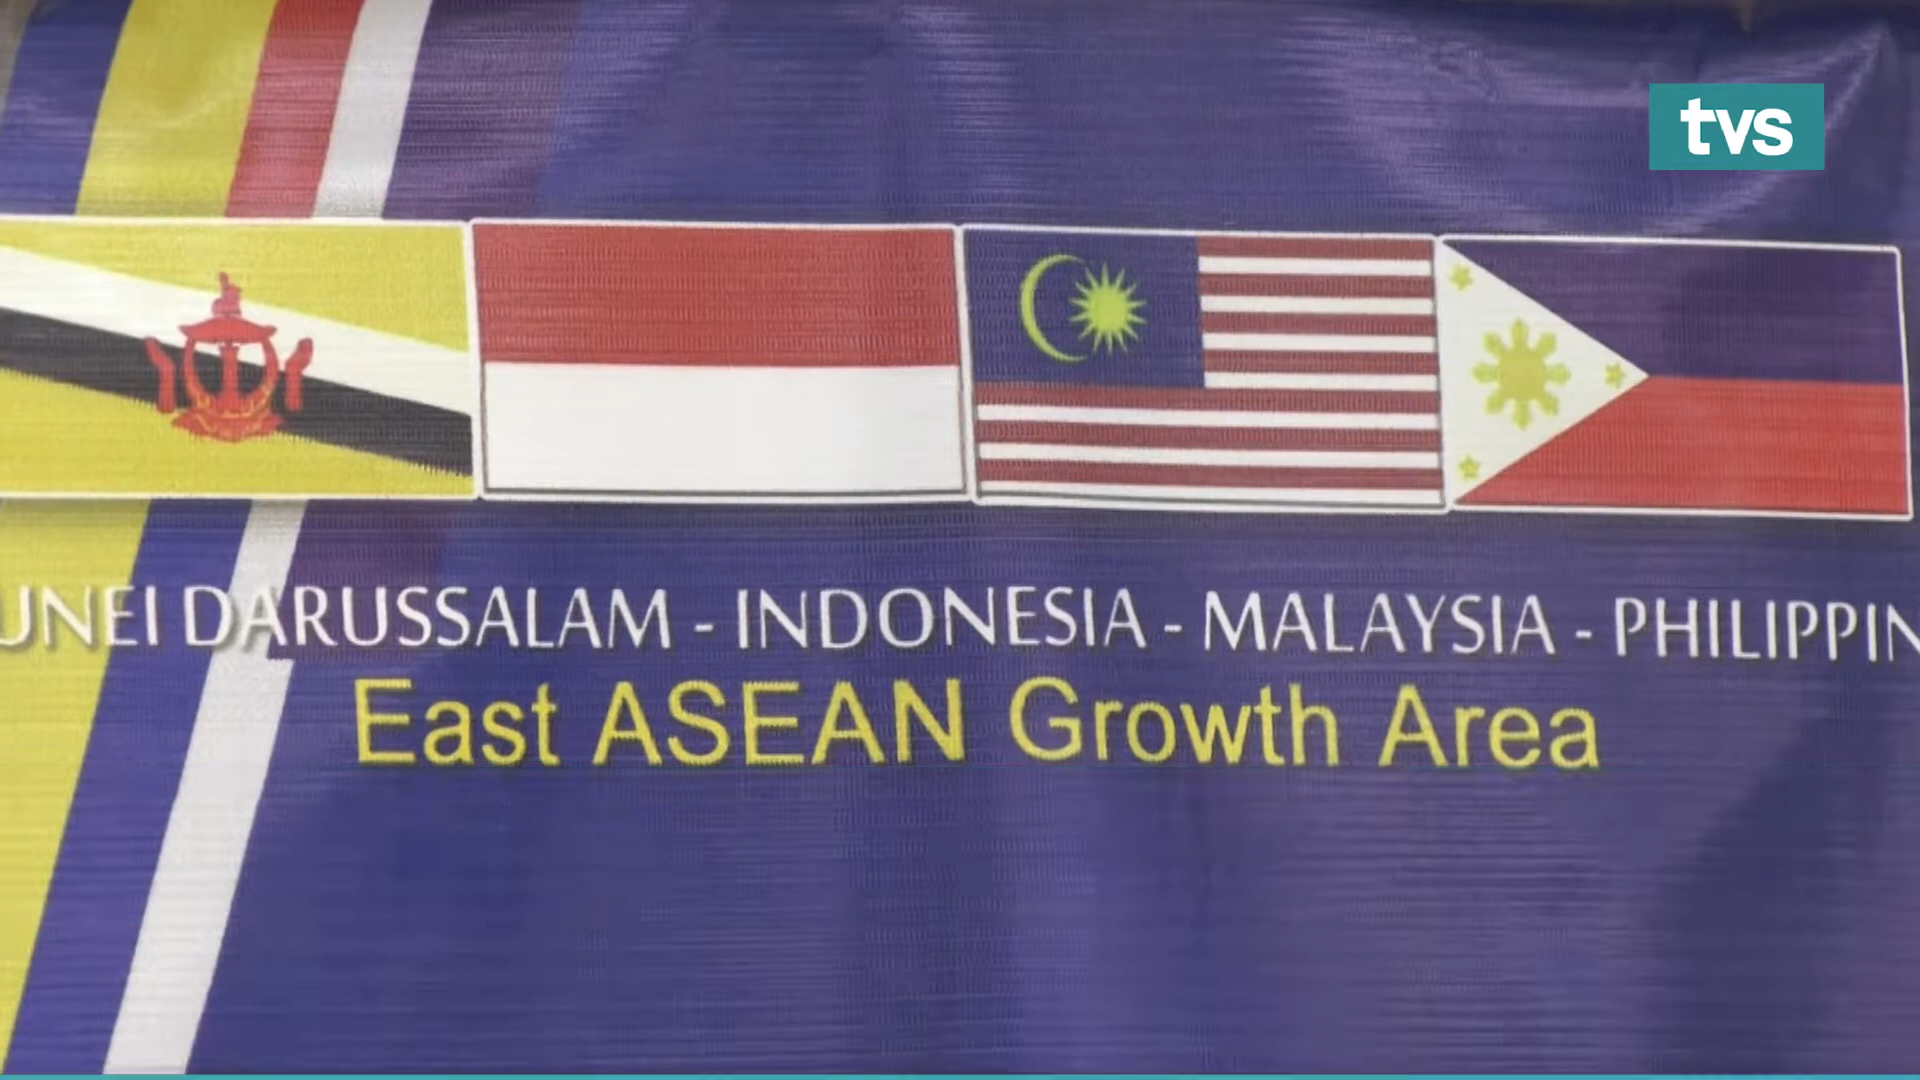 tvs
UNEI DARUSSALAM - INDONESIA - MALAYSIA - PHILIPPIN
East ASEAN Growth Area